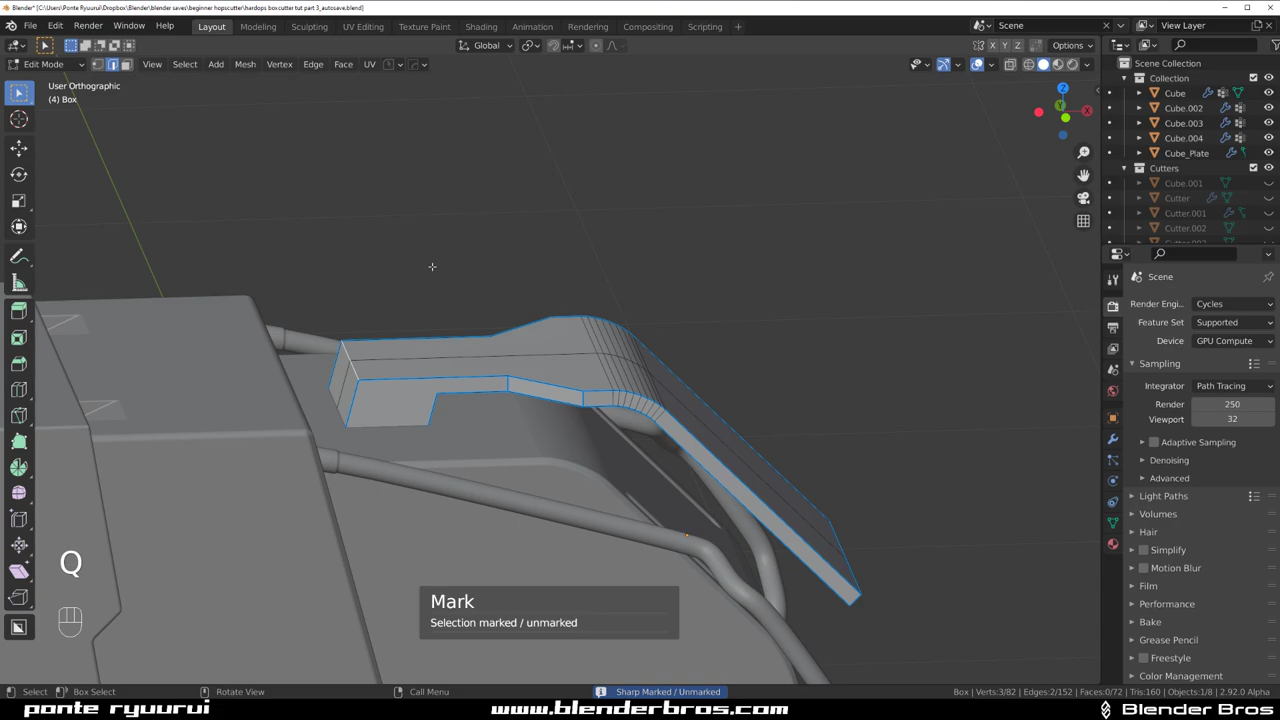 Blender* [C:\Users\Ponte Ryuurui\Dropbox\blender saves\beginner hopscutter\hardops boxcutter tut part 3_autosave.blend]
File Edit Render Window Help
Layout Modeling Sculpting UV Editing Texture Paint Shading Animation Rendering Compositing Scripting
Scene
View Layer
Global
X Y Z
Options
Edit Mode
View Select Add Mesh Vertex Edge Face UV
User Orthographic
(4) Box
Z
Y
X
Scene Collection
Collection
Cube
Cube.002
Cube.003
Cube.004
Cube_Plate
Cutters
Cube.001
Cutter
Cutter.001
Cutter.002
Scene
Render Engi... Cycles
Feature Set Supported
Device GPU Compute
Sampling
Integrator Path Tracing
Render 250
Viewport 32
Adaptive Sampling
Denoising
Advanced
Light Paths
Volumes
Hair
Simplify
Motion Blur
Film
Performance
Bake
Grease Pencil
Freestyle
Color Management
Q
Mark
Selection marked / unmarked
Select
Box Select
Rotate View
Call Menu
Sharp Marked / Unmarked
Box | Verts:3/82 | Edges:2/152 | Faces:0/72 | Tris:160 | Objects:1/8 | 2.92.0 Alpha
ponte ryuurui
www.blenderbros.com
Blender Bros